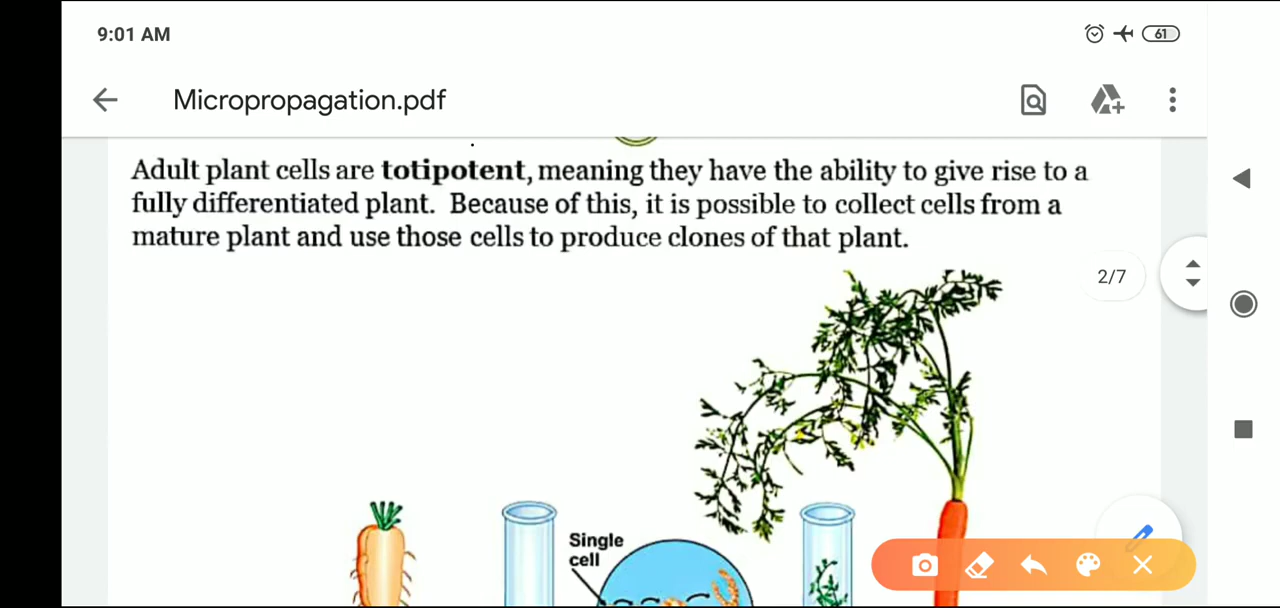 9:01 AM
61
Micropropagation.pdf
Adult plant cells are totipotent, meaning they have the ability to give rise to a
fully differentiated plant. Because of this, it is possible to collect cells from a
mature plant and use those cells to produce clones of that plant.
2/7
Single
cell